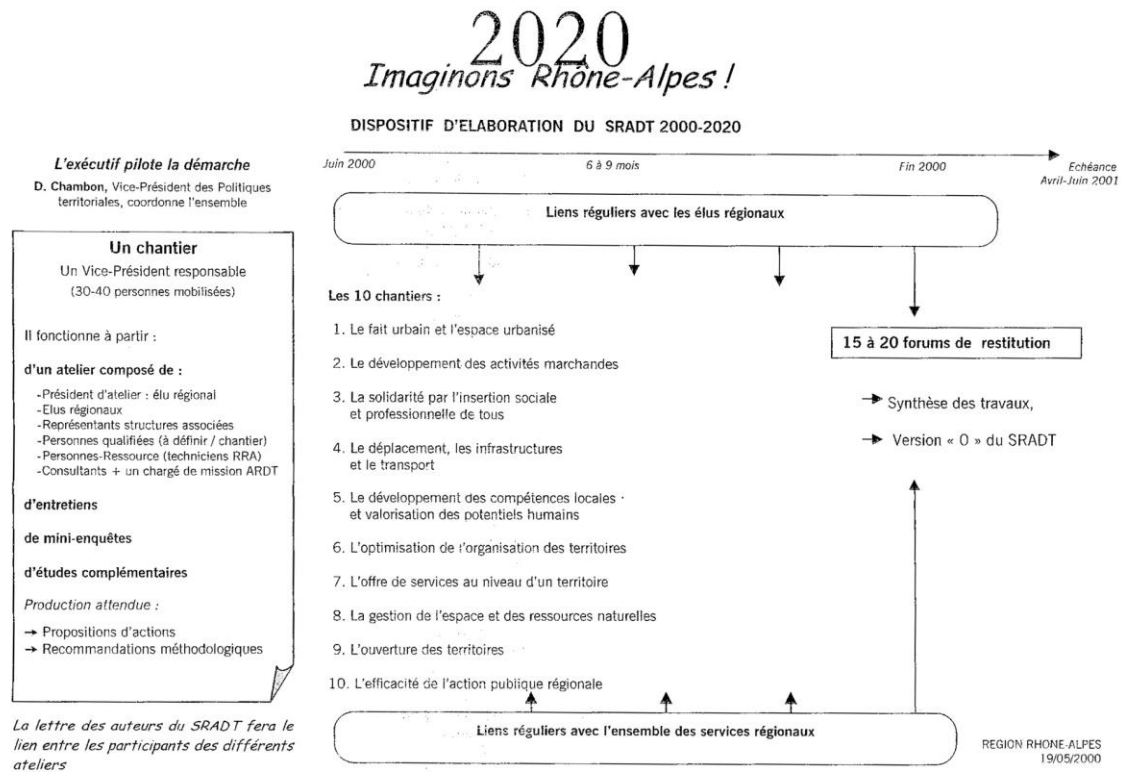 2020
Imaginons Rhône-Alpes !
DISPOSITIF D'ELABORATION DU SRADT 2000-2020
Juin 2000
6 à 9 mois
Fin 2000
Echéance
Avril-Juin 2001
L'exécutif pilote la démarche
D. Chambon, Vice-Président des Politiques
territoriales, coordonne l'ensemble
Un chantier
Un Vice-Président responsable
(30-40 personnes mobilisées)
Il fonctionne à partir :
d'un atelier composé de :
-Président d'atelier : élu régional
-Elus régionaux
-Représentants structures associées
-Personnes qualifiées (à définir / chantier)
-Personnes-Ressource (techniciens RRA)
-Consultants + un chargé de mission ARDT
d'entretiens
de mini-enquêtes
d'études complémentaires
Production attendue :
→ Propositions d'actions
→ Recommandations méthodologiques
La lettre des auteurs du SRADT fera le
lien entre les participants des différents
ateliers
Liens réguliers avec les élus régionaux
Les 10 chantiers :
1. Le fait urbain et l'espace urbanisé
2. Le développement des activités marchandes
3. La solidarité par l'insertion sociale
et professionnelle de tous
4. Le déplacement, les infrastructures
et le transport
5. Le développement des compétences locales
et valorisation des potentiels humains
6. L'optimisation de l'organisation des territoires
7. L'offre de services au niveau d'un territoire
8. La gestion de l'espace et des ressources naturelles
9. L'ouverture des territoires
10. L'efficacité de l'action publique régionale
Liens réguliers avec l'ensemble des services régionaux
15 à 20 forums de restitution
→ Synthèse des travaux,
→ Version « 0 » du SRADT
REGION RHONE-ALPES
19/05/2000